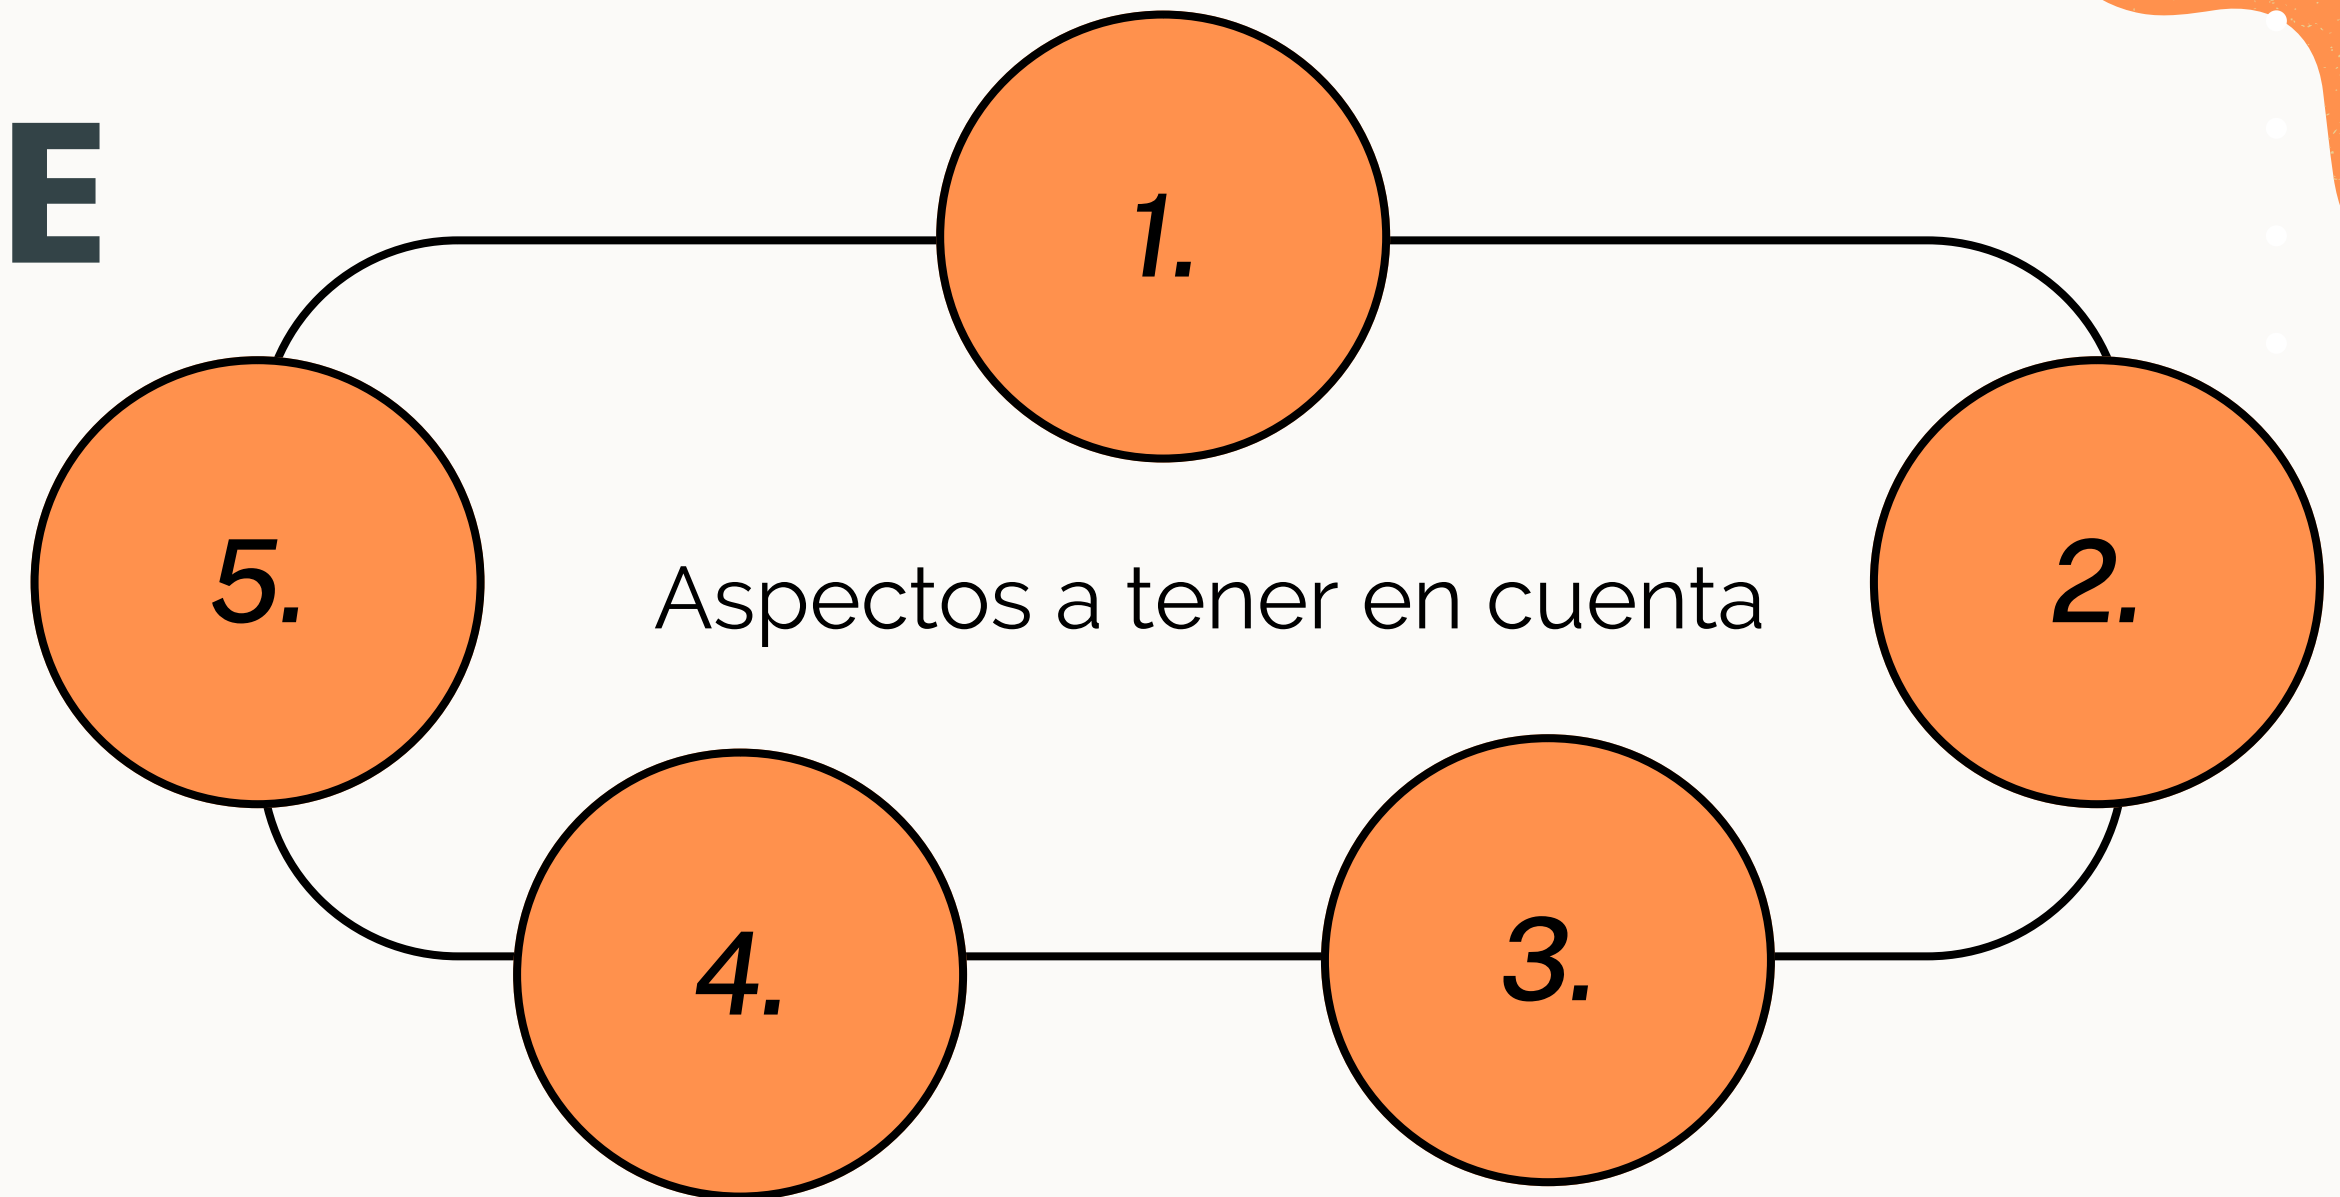 E
1.
5.
Aspectos a tener en cuenta
2.
4.
3.